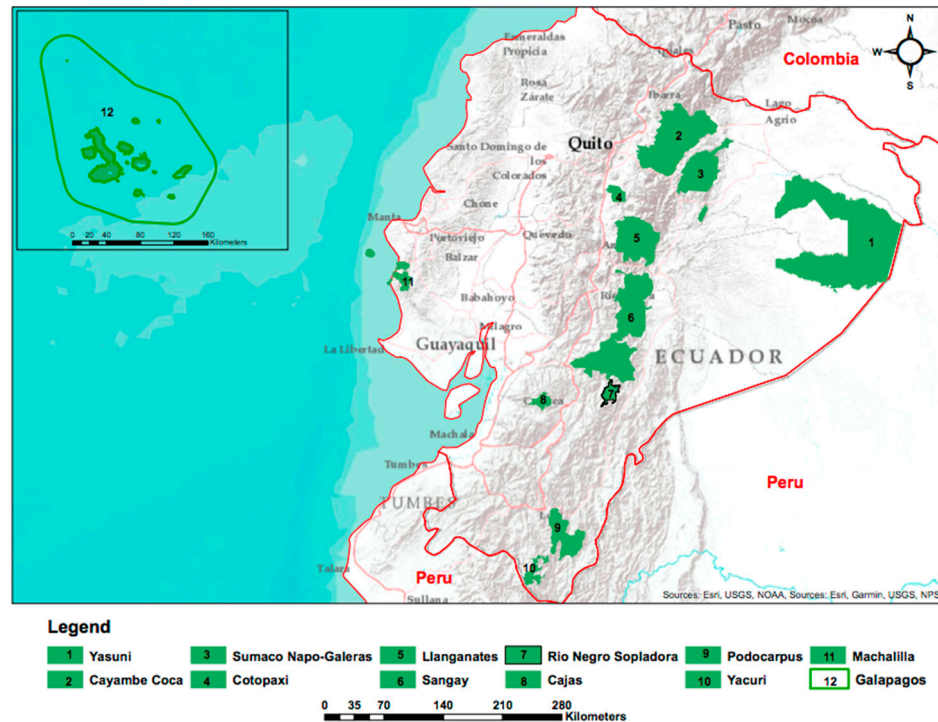 12
0 20 40 80 120 160
Kilometers
Esmeraldas
Propicia
Pasto
Mocoa
N
W
E
S
Ipiales
Colombia
Rosa
Zárate
Ibarra
Lago
Agrio
2
Quito
Santo Domingo de
los
Colorados
3
Chone
4
Manta
Portoviejo
Quevedo
5
1
Balzar
11
Babahoyo
6
Milagro
Guayaquil
La Libertad
ECUADOR
7
8
Machala
Tumbes
TUMBES
Peru
9
10
Talara
Peru
Sullana
Sources: Esri, USGS, NOAA, Sources: Esri, Garmin, USGS, NPS
Legend
1 Yasuni 3 Sumaco Napo-Galeras 5 Llanganates 7 Rio Negro Sopladora 9 Podocarpus 11 Machalilla
2 Cayambe Coca 4 Cotopaxi 6 Sangay 8 Cajas 10 Yacuri 12 Galapagos
0 35 70 140 210 280
Kilometers